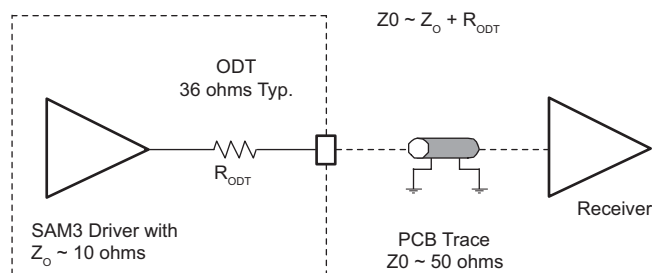 Z0 ~ Z_O + R_ODT
ODT
36 ohms Typ.
R_ODT
SAM3 Driver with
Z_O ~ 10 ohms
PCB Trace
Z0 ~ 50 ohms
Receiver